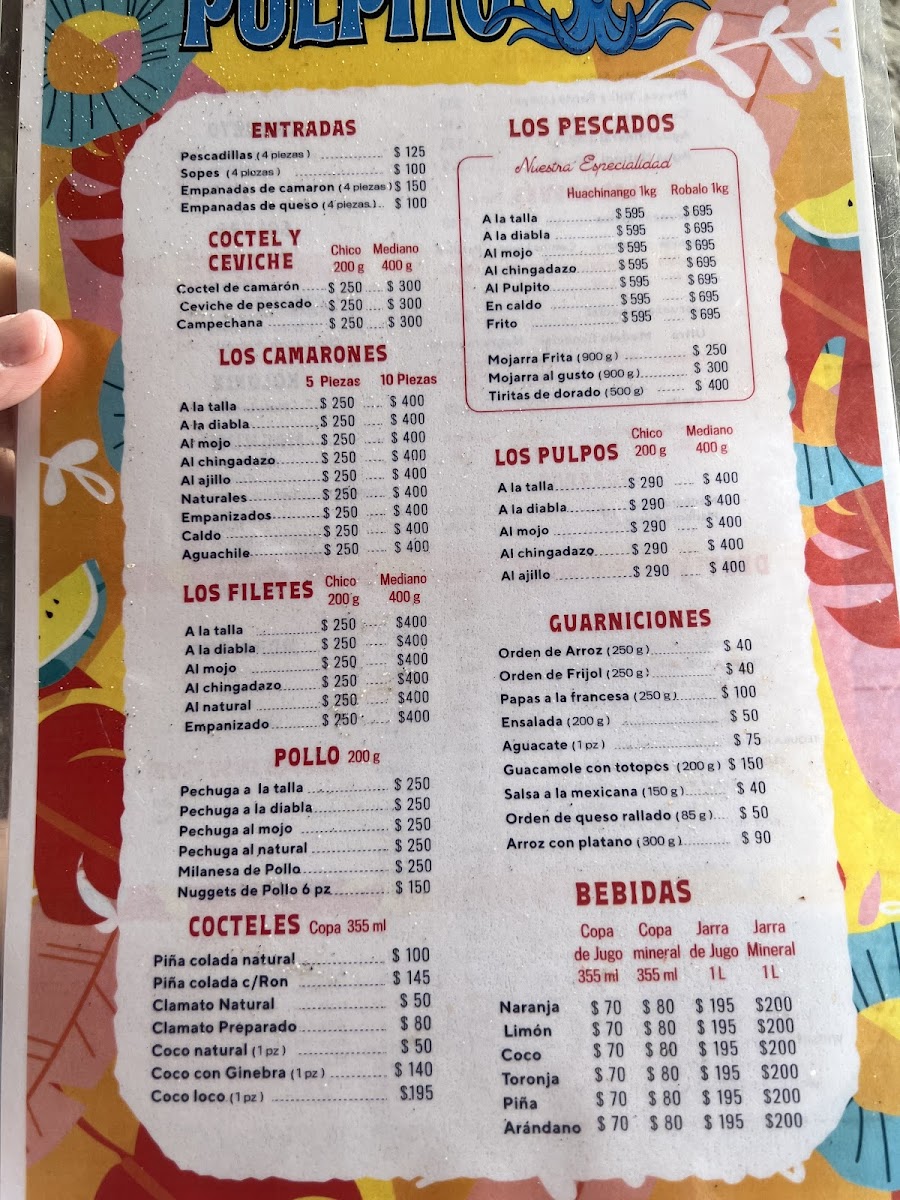 PULPITO
ENTRADAS
Pescadillas (4 piezas) $ 125
Sopes (4 piezas) $ 100
Empanadas de camaron (4 piezas) $ 150
Empanadas de queso (4 piezas) $ 100
COCTEL Y CEVICHE
Chico 200 g Mediano 400 g
Coctel de camarón $ 250 $ 300
Ceviche de pescado $ 250 $ 300
Campechana $ 250 $ 300
LOS CAMARONES
5 Piezas 10 Piezas
A la talla $ 250 $ 400
A la diabla $ 250 $ 400
Al mojo $ 250 $ 400
Al chingadazo $ 250 $ 400
Al ajillo $ 250 $ 400
Naturales $ 250 $ 400
Empanizados $ 250 $ 400
Caldo $ 250 $ 400
Aguachile $ 250 $ 400
LOS FILETES Chico 200 g Mediano 400 g
A la talla $ 250 $400
A la diabla $ 250 $400
Al mojo $ 250 $400
Al chingadazo $ 250 $400
Al natural $ 250 $400
Empanizado $ 250 $400
POLLO 200 g
Pechuga a la talla $ 250
Pechuga a la diabla $ 250
Pechuga al mojo $ 250
Pechuga al natural $ 250
Milanesa de Pollo $ 250
Nuggets de Pollo 6 pz $ 150
COCTELES Copa 355 ml
Piña colada natural $ 100
Piña colada c/Ron $ 145
Clamato Natural $ 50
Clamato Preparado $ 80
Coco natural (1 pz) $ 50
Coco con Ginebra (1 pz) $ 140
Coco loco (1 pz) $195
LOS PESCADOS
Nuestra Especialidad
Huachinango 1kg Robalo 1kg
A la talla $ 595 $ 695
A la diabla $ 595 $ 695
Al mojo $ 595 $ 695
Al chingadazo $ 595 $ 695
Al Pulpito $ 595 $ 695
En caldo $ 595 $ 695
Frito $ 595 $ 695
Mojarra Frita (900 g) $ 250
Mojarra al gusto (900 g) $ 300
Tiritas de dorado (500g) $ 400
LOS PULPOS Chico 200 g Mediano 400 g
A la talla $ 290 $ 400
A la diabla $ 290 $ 400
Al mojo $ 290 $ 400
Al chingadazo $ 290 $ 400
Al ajillo $ 290 $ 400
GUARNICIONES
Orden de Arroz (250 g) $ 40
Orden de Frijol (250 g) $ 40
Papas a la francesa (250 g) $ 100
Ensalada (200 g) $ 50
Aguacate (1 pz) $ 75
Guacamole con totopos (200 g) $ 150
Salsa a la mexicana (150 g) $ 40
Orden de queso rallado (85 g) $ 50
Arroz con platano (300 g) $ 90
BEBIDAS
Copa Copa Jarra Jarra
de Jugo mineral de Jugo Mineral
355 ml 355 ml 1 L 1 L
Naranja $ 70 $ 80 $ 195 $200
Limón $ 70 $ 80 $ 195 $200
Coco $ 70 $ 80 $ 195 $200
Toronja $ 70 $ 80 $ 195 $200
Piña $ 70 $ 80 $ 195 $200
Arándano $ 70 $ 80 $ 195 $200